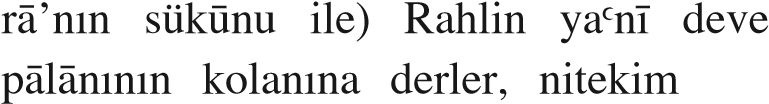 rā’nın sükūnu ile) Rahlin yaʿnī deve
pālānının kolanına derler, nitekim